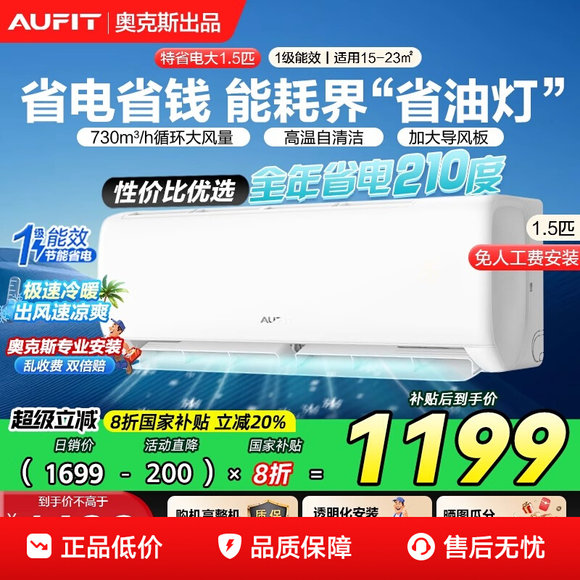 AUFIT | 奥克斯出品
特省电大1.5匹 1级能效 | 适用15-23㎡
省电省钱 能耗界“省油灯”
730m³/h循环大风量 高温自清洁 加大导风板
性价比优选 全年省电210度
1级能效
节能省电
1.5匹
免人工费安装
极速冷暖
出风速凉爽
AUFIT
奥克斯专业安装
乱收费 双倍赔
补贴后到手价
超级立减 8折国家补贴 立减20%
日销价 活动直降 国家补贴
(1699 - 200) × 8折 = 1199
到手价不高于
购机高整机 质保
透明化安装
晒图瓜分
正品低价 品质保障 售后无忧